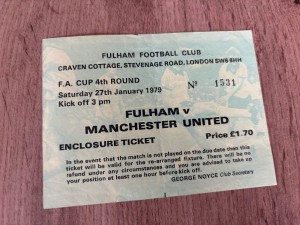 FULHAM FOOTBALL CLUB
CRAVEN COTTAGE, STEVENAGE ROAD, LONDON SW6 6HH
F.A. CUP 4th ROUND
Saturday 27th January 1979
Kick off 3 pm
Nº 1531
FULHAM v
MANCHESTER UNITED
ENCLOSURE TICKET
Price £1.70
In the event that the match is not played on the due date then this
ticket will be valid for the re-arranged fixture. There will be no
refund under any circumstances and you are advised to take up
your position at least one hour before kick off.
GEORGE NOYCE Club Secretary